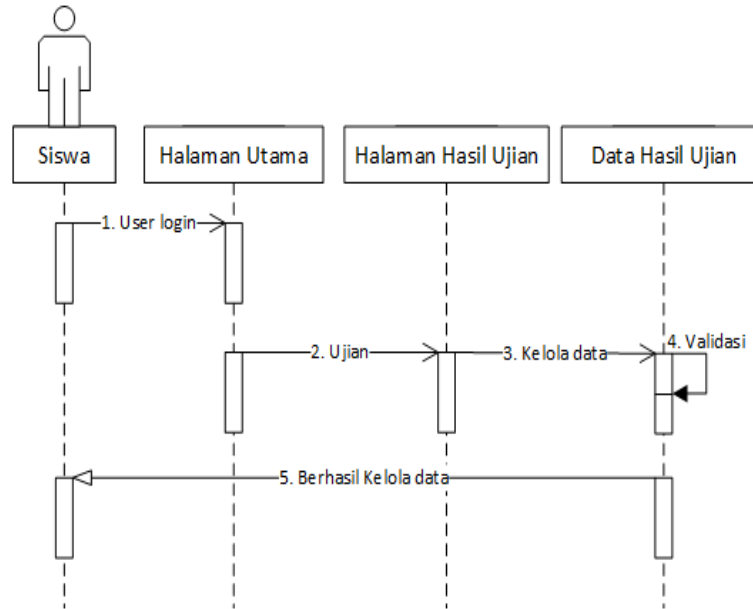 Siswa
Halaman Utama
Halaman Hasil Ujian
Data Hasil Ujian
1. User login
2. Ujian
3. Kelola data
4. Validasi
5. Berhasil Kelola data